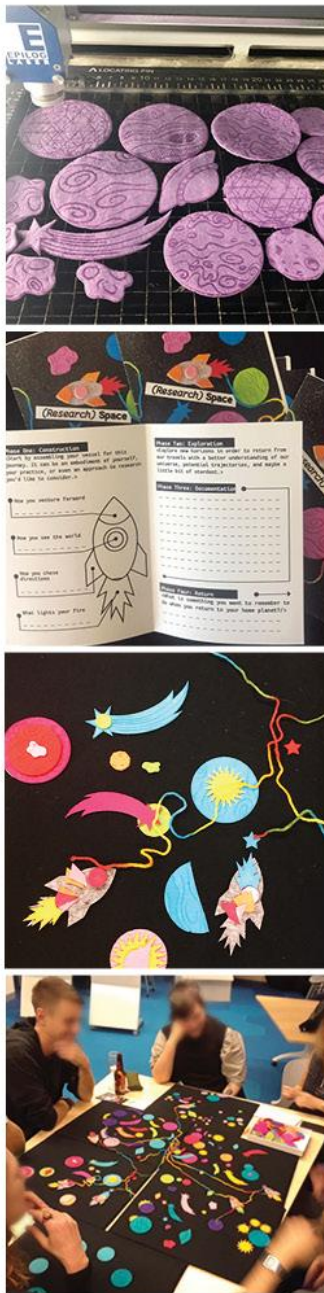 E
EPILOG
LASER
LOCATING PIN
(Research) Space
(Research) Space
Phase One: Construction
<Start by assembling your vessel for this
journey. It can be an embodiment of yourself,
your practice, or even an approach to research
you'd like to consider.>
How you venture forward
How you see the world
How you chose
directions
What lights your fire
Phase Two: Exploration
<Explore new horizons in order to return from
our travels with a better understanding of our
universe, potential trajectories, and maybe a
little bit of stardust.>
Phase Three: Documentation
Phase Four: Return
<What is something you want to remember to
do when you return to your home planet?/>